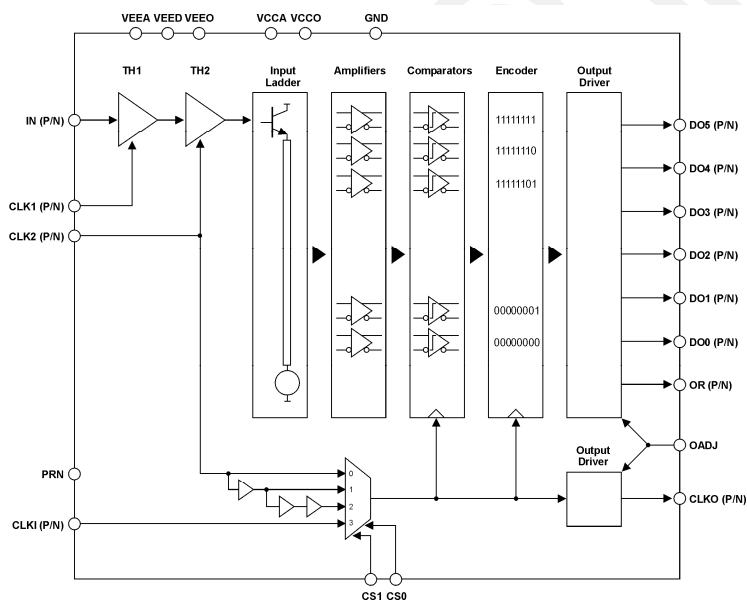 VEEA VEED VEEO VCCA VCCO GND
TH1 TH2 Input Ladder Amplifiers Comparators Encoder Output Driver
IN (P/N)
CLK1 (P/N)
CLK2 (P/N)
11111111
11111110
11111101
00000001
00000000
DO5 (P/N)
DO4 (P/N)
DO3 (P/N)
DO2 (P/N)
DO1 (P/N)
DO0 (P/N)
OR (P/N)
OADJ
Output
Driver
PRN
0
1
2
3
CLKI (P/N)
CLKO (P/N)
CS1 CS0